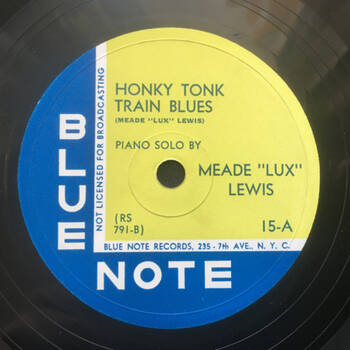 HONKY TONK
TRAIN BLUES
(MEADE "LUX" LEWIS)
PIANO SOLO BY
MEADE "LUX"
LEWIS
(RS
791-B)
15-A
BLUE NOTE RECORDS, 235 - 7th AVE., N. Y. C.
NOT LICENSED FOR BROADCASTING
BLUE
NOTE